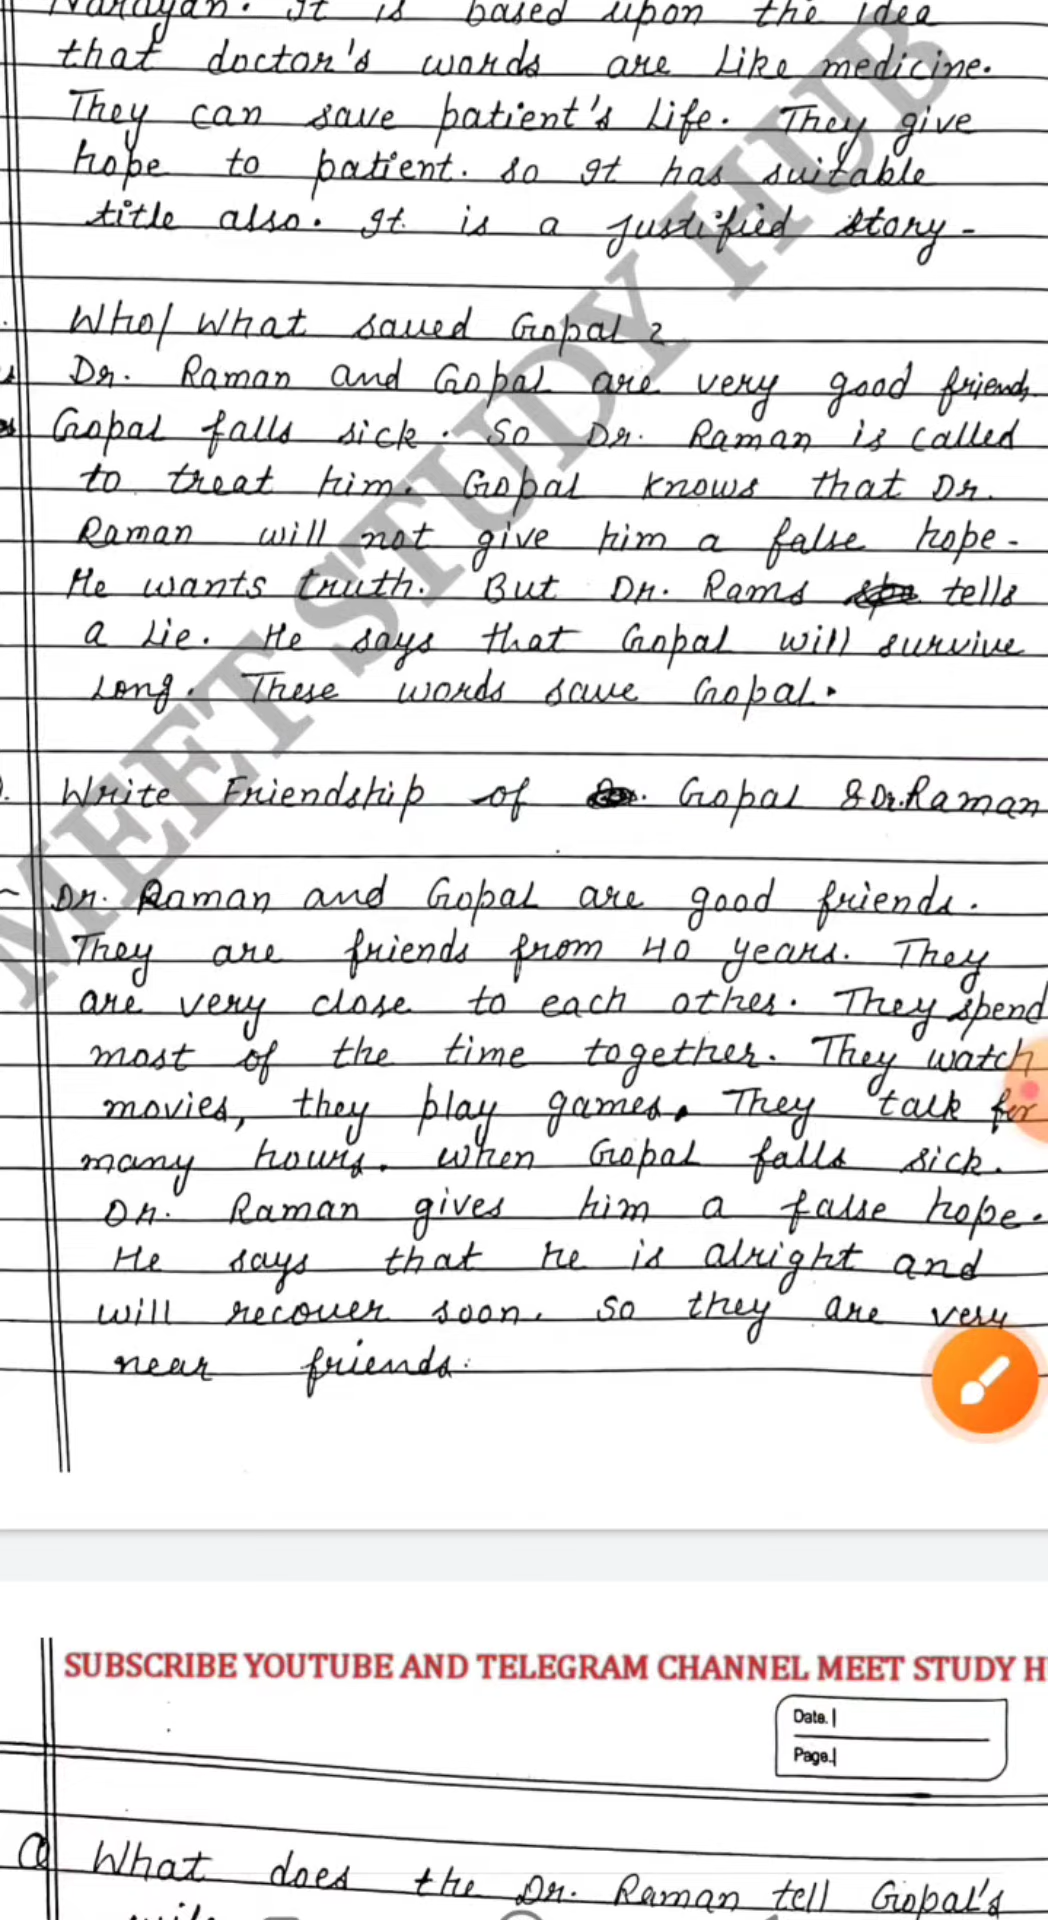 Narayan. It is based upon the idea
that doctor's words are like medicine.
They can save patient's life. They give
hope to patient. So It has suitable
title also. It is a justified story-
Who/ What saved Gopal ?
Dr. Raman and Gopal are very good friends
Gopal falls sick. So Dr. Raman is called
to treat him. Gopal knows that Dr.
Raman will not give him a false hope-
He wants truth. But Dr. Rams tells
a lie. He says that Gopal will survive
Long. These words save Gopal.
Write Friendship of Gopal & Dr. Raman
Dr. Raman and Gopal are good friends.
They are friends from 40 years. They
are very close to each other. They spend
most of the time together. They watch
movies, they play games. They talk for
many hours. When Gopal falls sick.
Dr. Raman gives him a false hope.
He says that he is alright and
will recover soon. So they are very
near friends.
MEET STUDY HUB
SUBSCRIBE YOUTUBE AND TELEGRAM CHANNEL MEET STUDY H
Date.
Page.
Q What does the Dr. Raman tell Gopal's